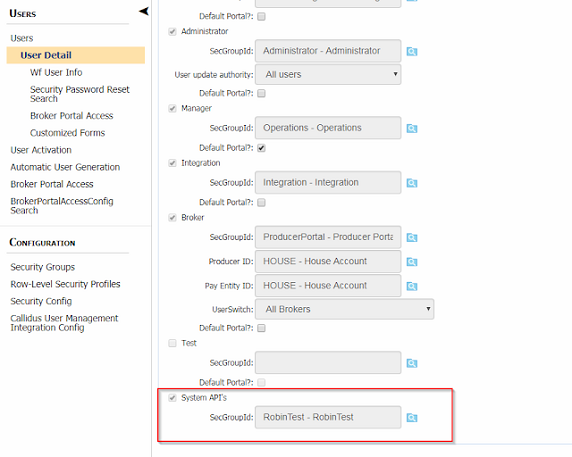 USERS
Users
User Detail
Wf User Info
Security Password Reset
Search
Broker Portal Access
Customized Forms
User Activation
Automatic User Generation
Broker Portal Access
BrokerPortalAccessConfig
Search
CONFIGURATION
Security Groups
Row-Level Security Profiles
Security Config
Callidus User Management
Integration Config
Default Portal?:
Administrator
SecGroupId: Administrator - Administrator
User update authority: All users
Default Portal?:
Manager
SecGroupId: Operations - Operations
Default Portal?:
Integration
SecGroupId: Integration - Integration
Default Portal?:
Broker
SecGroupId: ProducerPortal - Producer Porta
Producer ID: HOUSE - House Account
Pay Entity ID: HOUSE - House Account
UserSwitch: All Brokers
Default Portal?:
Test
SecGroupId:
Default Portal?:
System API's
SecGroupId: RobinTest - RobinTest